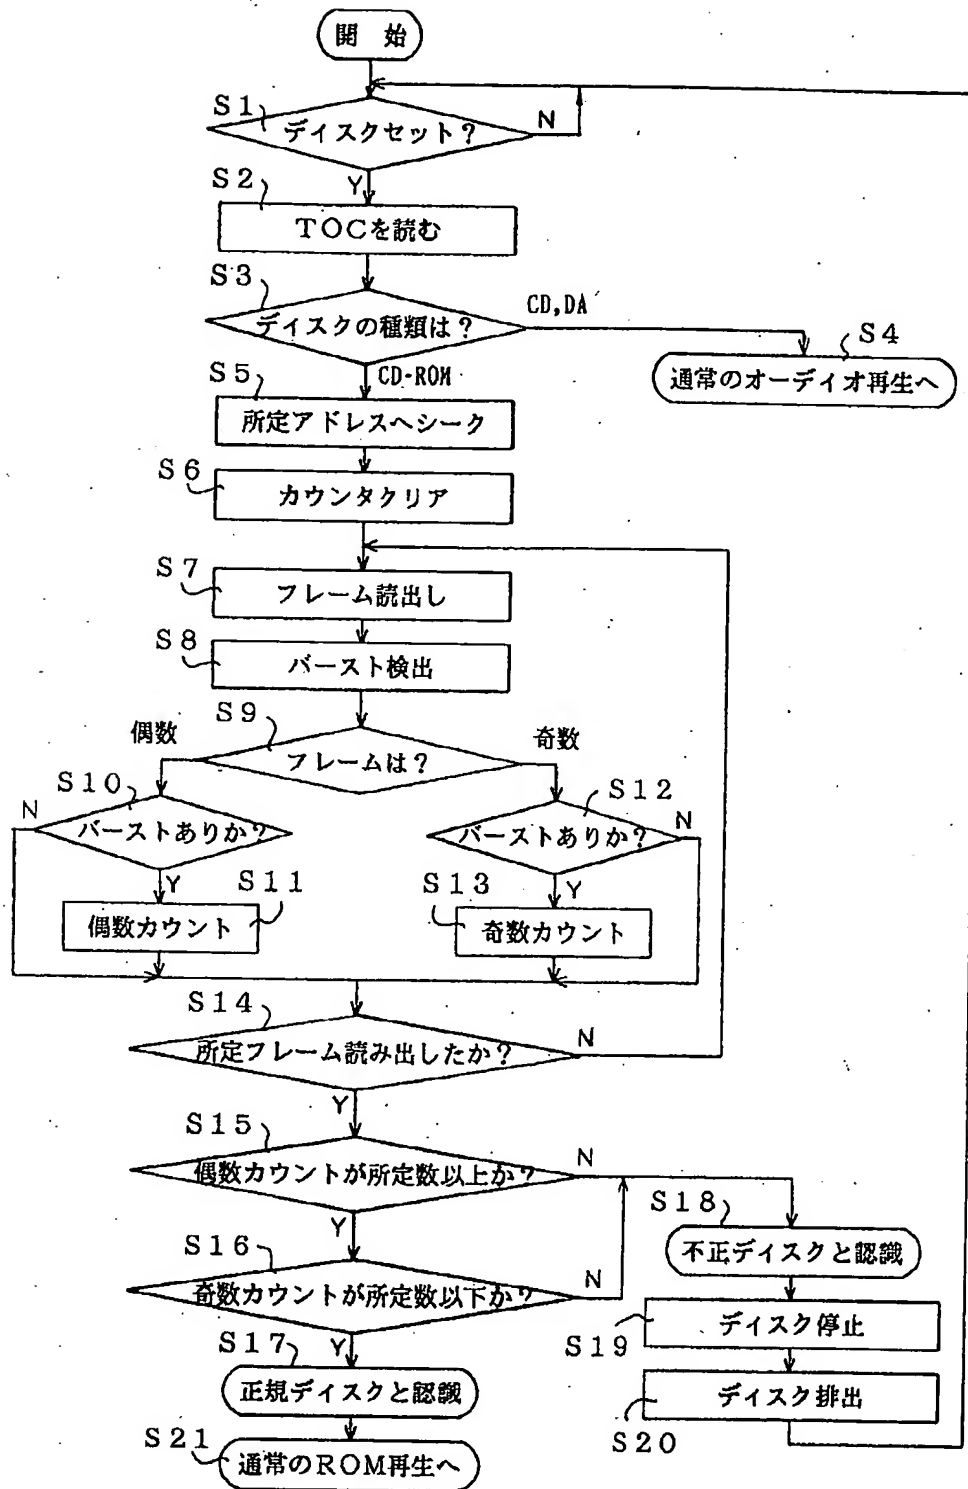 開 始
S1
ディスクセット?
N
Y
S2
TOCを読む
S3
ディスクの種類は?
CD,DA
S4
通常のオーディオ再生へ
CD-ROM
S5
所定アドレスへシーク
S6
カウンタクリア
S7
フレーム読出し
S8
バースト検出
S9
偶数
フレームは?
奇数
S10
N
バーストありか?
Y
S12
バーストありか?
N
Y
S11
偶数カウント
S13
奇数カウント
S14
所定フレーム読み出したか?
N
Y
S15
偶数カウントが所定数以上か?
N
Y
S16
奇数カウントが所定数以下か?
N
Y
S18
不正ディスクと認識
S19
ディスク停止
S20
ディスク排出
S17
正規ディスクと認識
S21
通常のROM再生へ